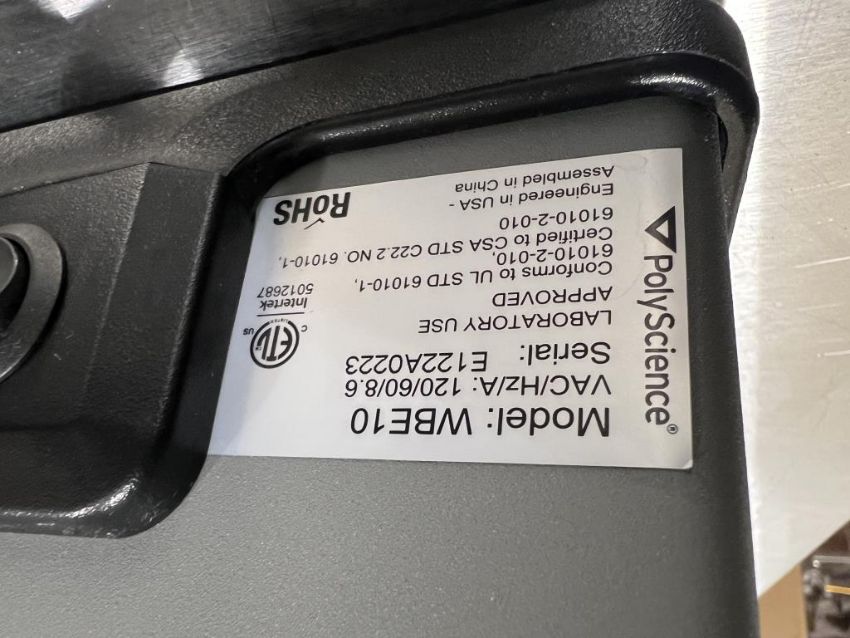 PolyScience®
Model: WBE10
VAC/Hz/A: 120/60/8.6
Serial: E122A0223
LABORATORY USE
APPROVED
Conforms to UL STD 61010-1,
61010-2-010,
Certified to CSA STD C22.2 NO. 61010-1,
61010-2-010
Engineered in USA -
Assembled in China
ETL
C US
Intertek
5012687
RoHS